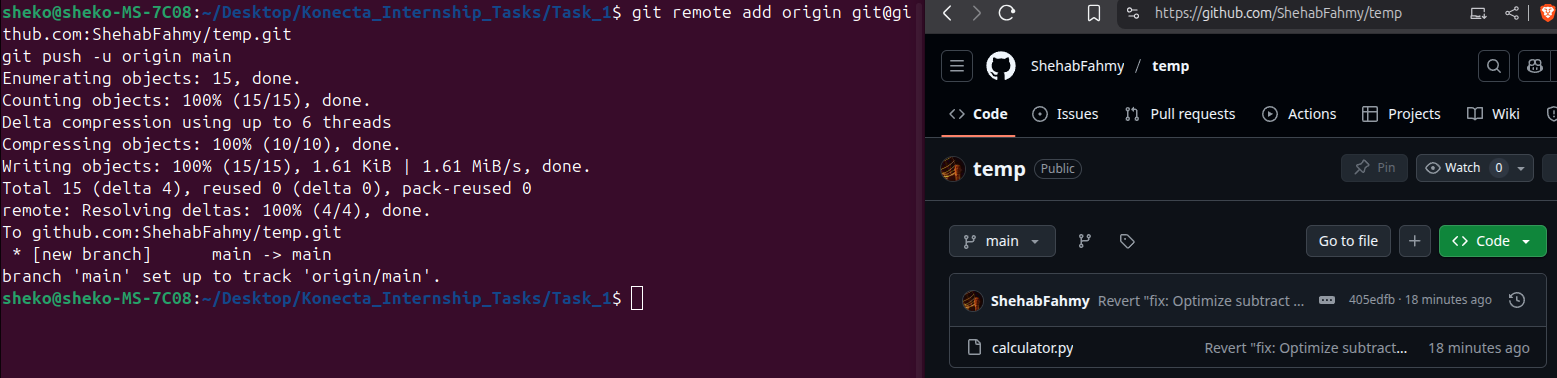 sheko@sheko-MS-7C08:~/Desktop/Konecta_Internship_Tasks/Task_1$ git remote add origin git@gi
thub.com:ShehabFahmy/temp.git
git push -u origin main
Enumerating objects: 15, done.
Counting objects: 100% (15/15), done.
Delta compression using up to 6 threads
Compressing objects: 100% (10/10), done.
Writing objects: 100% (15/15), 1.61 KiB | 1.61 MiB/s, done.
Total 15 (delta 4), reused 0 (delta 0), pack-reused 0
remote: Resolving deltas: 100% (4/4), done.
To github.com:ShehabFahmy/temp.git
 * [new branch]      main -> main
branch 'main' set up to track 'origin/main'.
sheko@sheko-MS-7C08:~/Desktop/Konecta_Internship_Tasks/Task_1$
https://github.com/ShehabFahmy/temp
ShehabFahmy / temp
Code Issues Pull requests Actions Projects Wiki
temp Public Pin Watch 0
main Go to file + Code
ShehabFahmy Revert "fix: Optimize subtract ... 405edfb · 18 minutes ago
calculator.py Revert "fix: Optimize subtract... 18 minutes ago